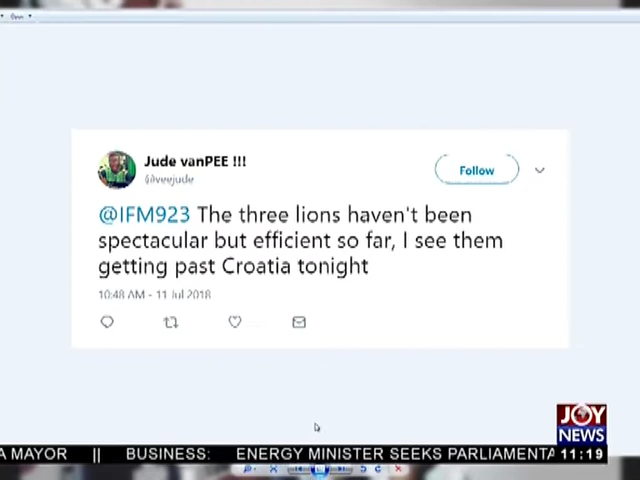 Open
Jude vanPEE !!!
@veejude
Follow
@IFM923 The three lions haven't been
spectacular but efficient so far, I see them
getting past Croatia tonight
10:48 AM - 11 Jul 2018
JOY
NEWS
A MAYOR || BUSINESS: ENERGY MINISTER SEEKS PARLIAMENTA
11:19